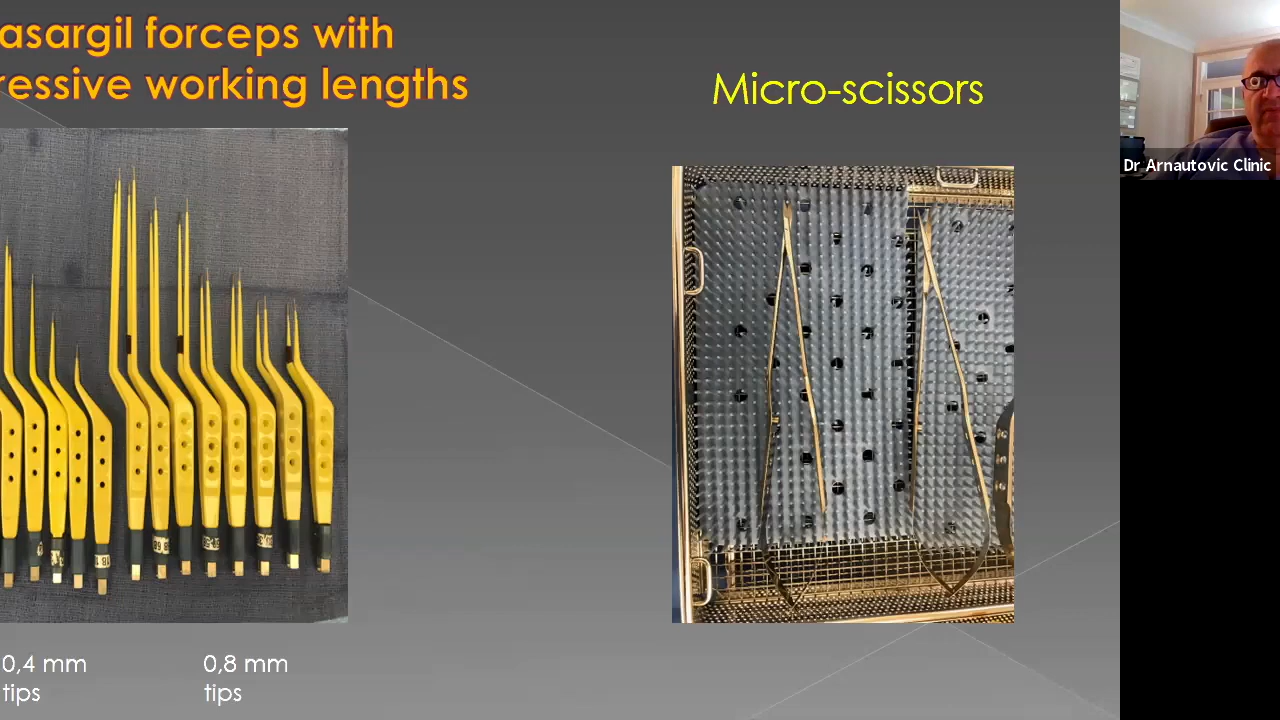 asargil forceps with
ressive working lengths
Micro-scissors
Dr Arnautovic Clinic
0,4 mm
tips
0,8 mm
tips